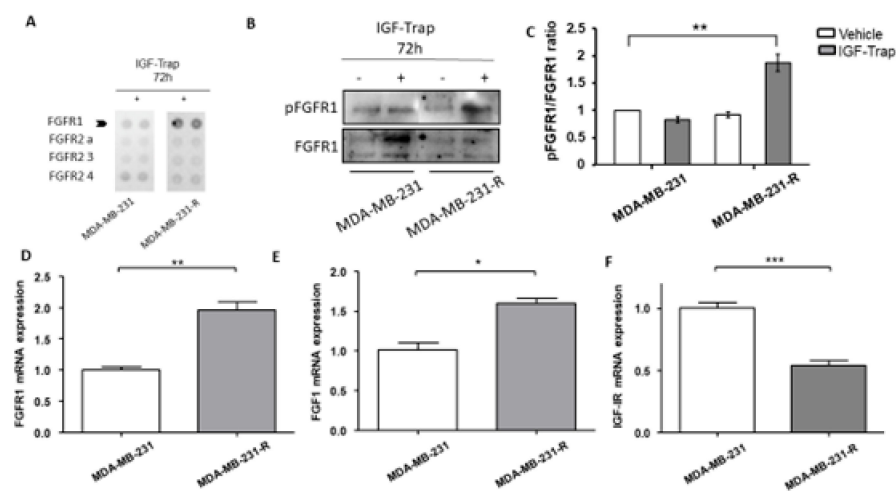 A
IGF-Trap
72h
+ +
FGFR1
FGFR2 a
FGFR2 3
FGFR2 4
MDA-MB-231
MDA-MB-231-R
B
IGF-Trap
72h
- + - +
pFGFR1
FGFR1
MDA-MB-231
MDA-MB-231-R
C
pFGFR1/FGFR1 ratio
2.5
2
1.5
1
0.5
0
**
Vehicle
IGF-Trap
MDA-MB-231
MDA-MB-231-R
D
FGFR1 mRNA expression
2.5
2.0
1.5
1.0
0.5
0.0
**
MDA-MB-231
MDA-MB-231-R
E
FGF1 mRNA expression
2.0
1.5
1.0
0.5
0.0
*
MDA-MB-231
MDA-MB-231-R
F
IGF-IR mRNA expression
1.0
0.5
0.0
***
MDA-MB-231
MDA-MB-231-R